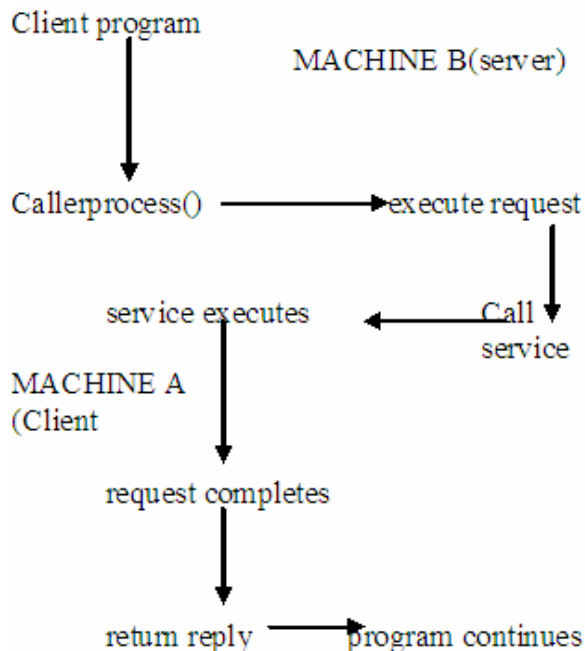 Client program
MACHINE B(server)
Callerprocess()
execute request
service executes
Call
service
MACHINE A
(Client
request completes
return reply
program continues